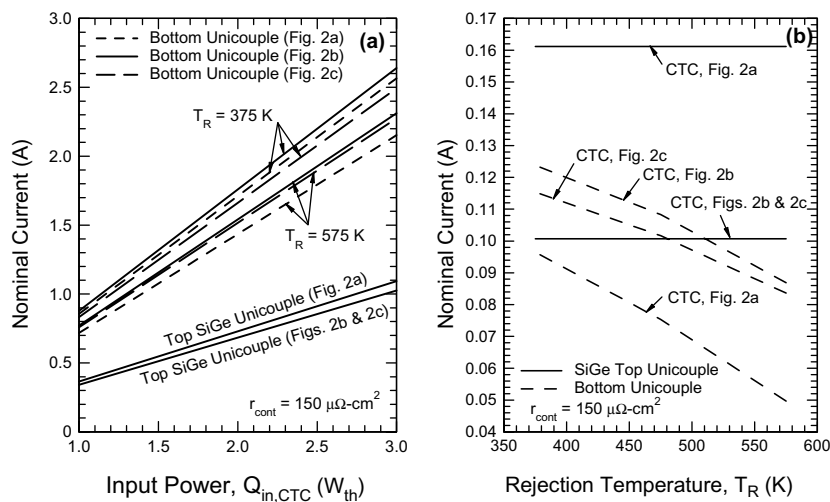 3.0
2.5
2.0
1.5
1.0
0.5
0
1.0
1.5
2.0
2.5
3.0
Nominal Current (A)
Input Power, Q_in,CTC (W_th)
Bottom Unicouple (Fig. 2a)
(a)
Bottom Unicouple (Fig. 2b)
Bottom Unicouple (Fig. 2c)
T_R = 375 K
T_R = 575 K
Top SiGe Unicouple (Fig. 2a)
Top SiGe Unicouple (Figs. 2b & 2c)
r_cont = 150 μΩ-cm²
0.17
0.16
0.15
0.14
0.13
0.12
0.11
0.10
0.09
0.08
0.07
0.06
0.05
0.04
350
400
450
500
550
600
Nominal Current (A)
Rejection Temperature, T_R (K)
(b)
CTC, Fig. 2a
CTC, Fig. 2c
CTC, Fig. 2b
CTC, Figs. 2b & 2c
CTC, Fig. 2a
SiGe Top Unicouple
Bottom Unicouple
r_cont = 150 μΩ-cm²